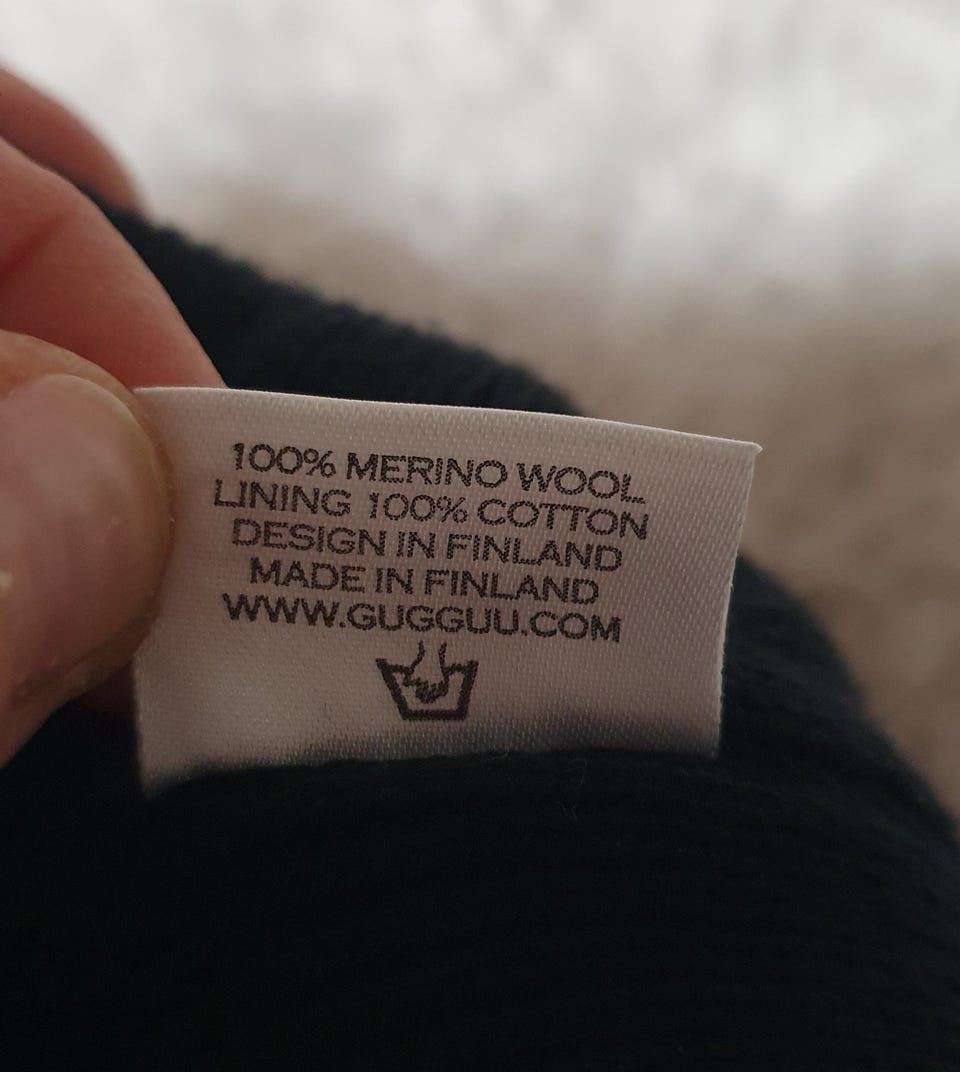 100% MERINO WOOL
LINING 100% COTTON
DESIGN IN FINLAND
MADE IN FINLAND
WWW.GUGGUU.COM